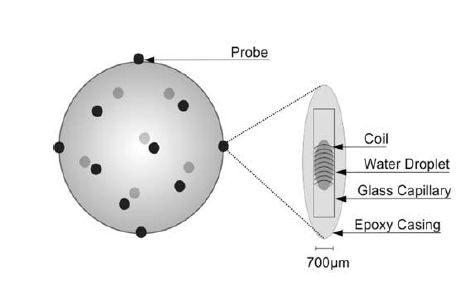 Probe
Coil
Water Droplet
Glass Capillary
Epoxy Casing
700μm